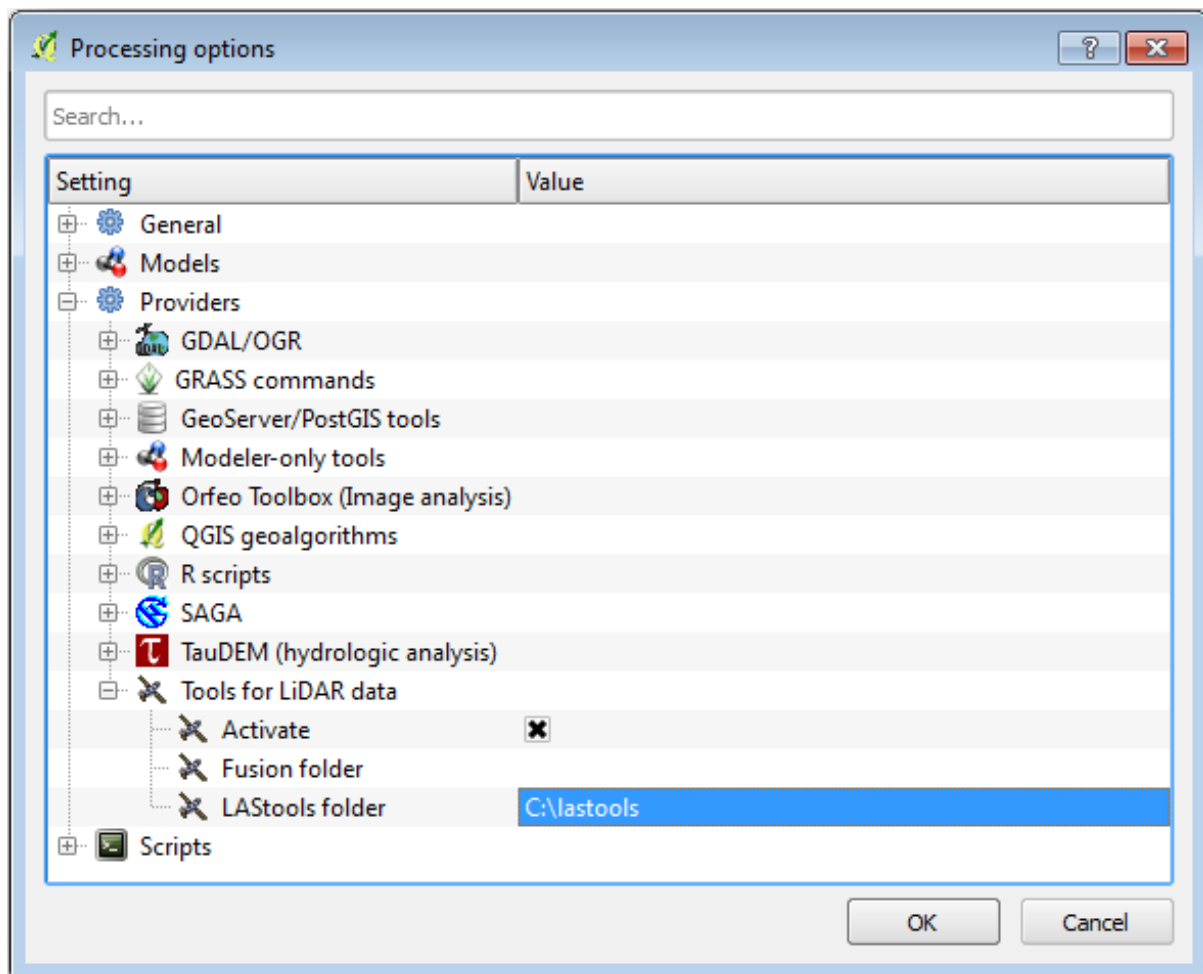 Processing options
Search...
Setting Value
General
Models
Providers
GDAL/OGR
GRASS commands
GeoServer/PostGIS tools
Modeler-only tools
Orfeo Toolbox (Image analysis)
QGIS geoalgorithms
R scripts
SAGA
TauDEM (hydrologic analysis)
Tools for LiDAR data
Activate
Fusion folder
LAStools folder C:\lastools
Scripts
OK Cancel